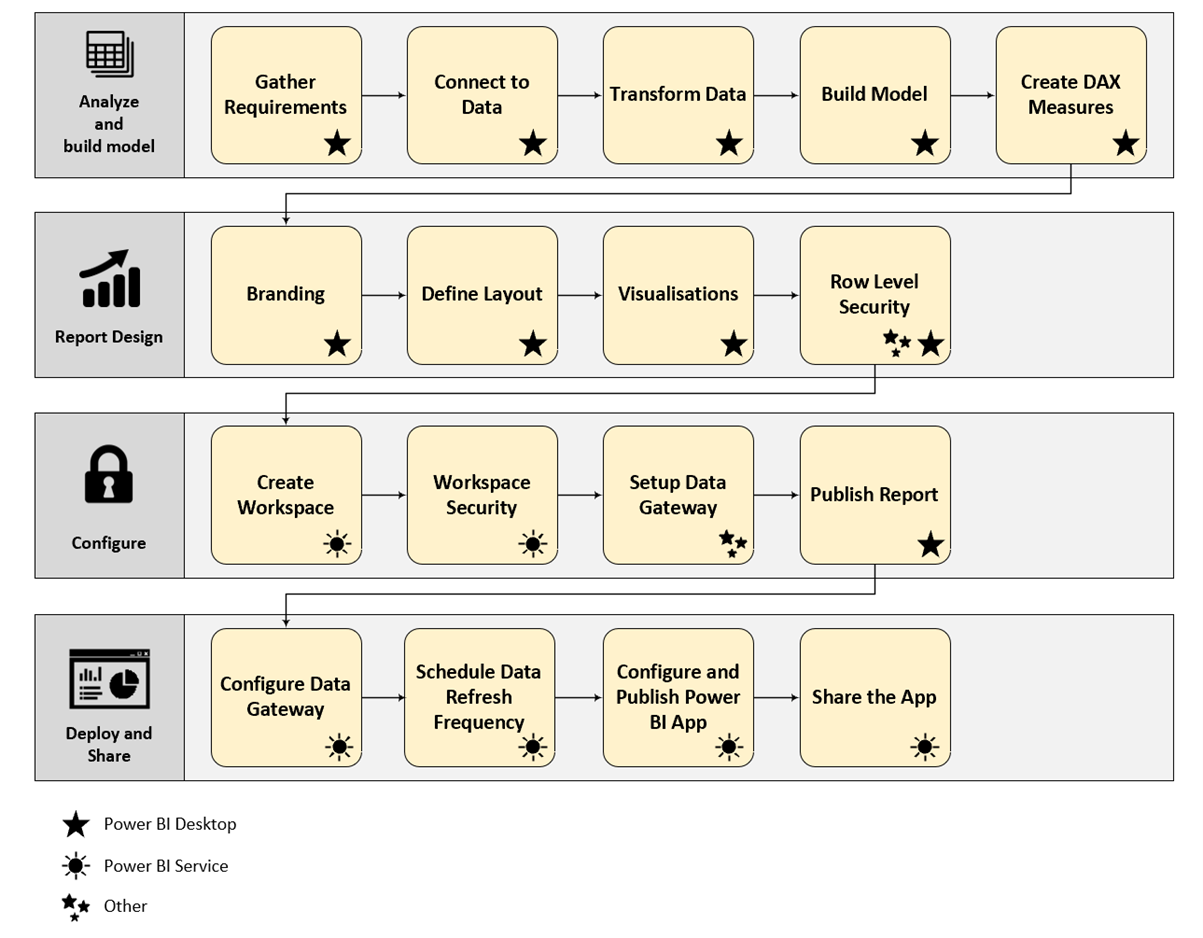 Analyze
and
build model
Gather
Requirements
Connect to
Data
Transform Data
Build Model
Create DAX
Measures
Report Design
Branding
Define Layout
Visualisations
Row Level
Security
Configure
Create
Workspace
Workspace
Security
Setup Data
Gateway
Publish Report
Deploy and
Share
Configure Data
Gateway
Schedule Data
Refresh
Frequency
Configure and
Publish Power
BI App
Share the App
Power BI Desktop
Power BI Service
Other